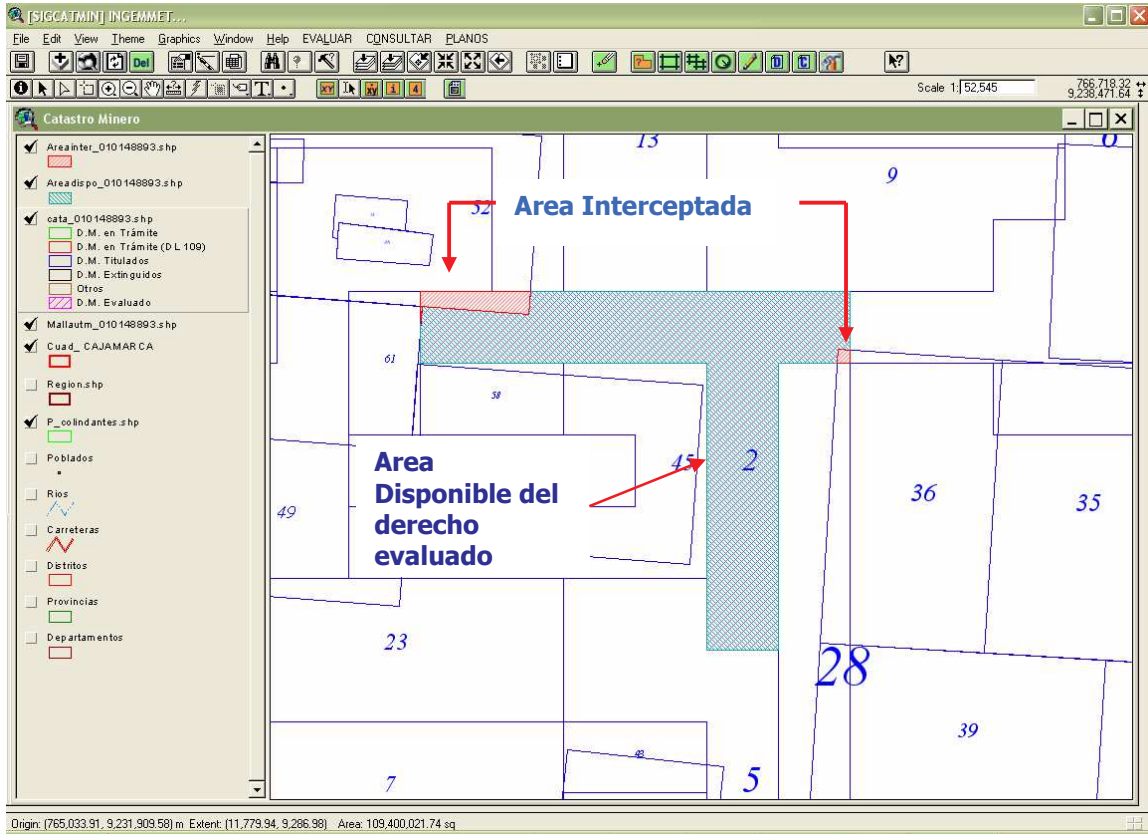 [SIGCATMIN] INGEMMET...
File Edit View Theme Graphics Window Help EVALUAR CONSULTAR PLANOS
Del
Scale 1: 52,545
766,718.32
9,238,471.64
XY XY 1 4
Catastro Minero
Areainter_010148893.shp
Areadispo_010148893.shp
cata_010148893.shp
D.M. en Trámite
D.M. en Trámite (D L 109)
D.M. Titulados
D.M. Extinguidos
Otros
D.M. Evaluado
Mallautm_010148893.shp
Cuad_ CAJAMARCA
Region.shp
P_colindantes.shp
Poblados
Rios
Carreteras
Distritos
Provincias
Departamentos
13
9
52
Area Interceptada
61
58
45
2
Area
Disponible del
derecho
evaluado
49
36
35
23
28
39
43
7
5
Origin: (765,033.91, 9,231,909.58) m Extent: (11,779.94, 9,286.98) Area: 109,400,021.74 sq